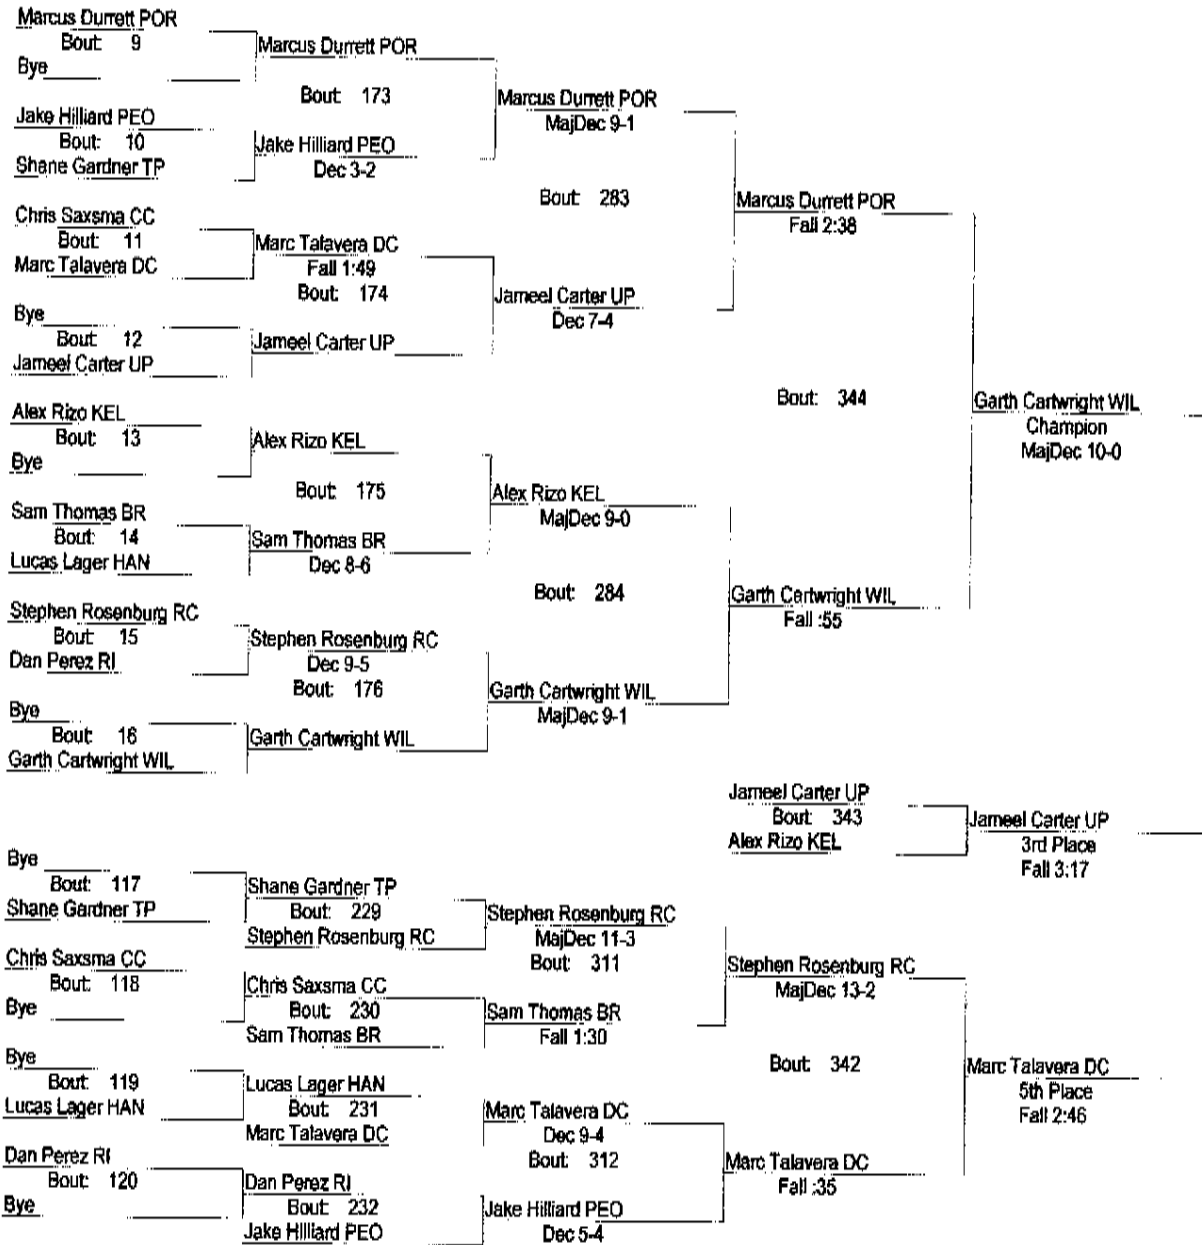 Marcus Durrett POR
Bout: 9
Bye
Marcus Durrett POR
Bout: 173
Jake Hilliard PEO
Bout: 10
Shane Gardner TP
Jake Hilliard PEO
Dec 3-2
Marcus Durrett POR
MajDec 9-1
Bout: 283
Chris Saxsma CC
Bout: 11
Marc Talavera DC
Marc Talavera DC
Fall 1:49
Bout: 174
Bye
Bout: 12
Jameel Carter UP
Jameel Carter UP
Jameel Carter UP
Dec 7-4
Marcus Durrett POR
Fall 2:38
Bout: 344
Alex Rizo KEL
Bout: 13
Bye
Alex Rizo KEL
Bout: 175
Sam Thomas BR
Bout: 14
Lucas Lager HAN
Sam Thomas BR
Dec 8-6
Alex Rizo KEL
MajDec 9-0
Bout: 284
Stephen Rosenburg RC
Bout: 15
Dan Perez RI
Stephen Rosenburg RC
Dec 9-5
Bout: 176
Bye
Bout: 16
Garth Cartwright WIL
Garth Cartwright WIL
Garth Cartwright WIL
MajDec 9-1
Garth Cartwright WIL
Fall :55
Garth Cartwright WIL
Champion
MajDec 10-0
Jameel Carter UP
Bout: 343
Alex Rizo KEL
Jameel Carter UP
3rd Place
Fall 3:17
Bye
Bout: 117
Shane Gardner TP
Shane Gardner TP
Bout: 229
Stephen Rosenburg RC
Stephen Rosenburg RC
MajDec 11-3
Bout: 311
Chris Saxsma CC
Bout: 118
Bye
Chris Saxsma CC
Bout: 230
Sam Thomas BR
Sam Thomas BR
Fall 1:30
Stephen Rosenburg RC
MajDec 13-2
Bout: 342
Bye
Bout: 119
Lucas Lager HAN
Lucas Lager HAN
Bout: 231
Marc Talavera DC
Marc Talavera DC
Dec 9-4
Bout: 312
Dan Perez RI
Bout: 120
Bye
Dan Perez RI
Bout: 232
Jake Hilliard PEO
Jake Hilliard PEO
Dec 5-4
Marc Talavera DC
Fall :35
Marc Talavera DC
5th Place
Fall 2:46